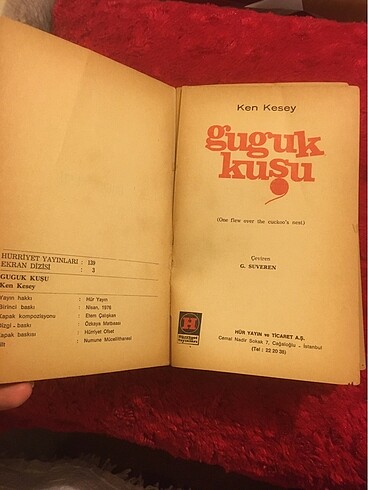 HÜRRİYET YAYINLARI : 139
EKRAN DİZİSİ : 3
GUGUK KUŞU
Ken Kesey
Yayın hakkı : Hür Yayın
Birinci baskı : Nisan, 1976
Kapak kompozisyonu : Etem Çalışkan
Dizgi - baskı : Özkaya Matbaası
Kapak baskısı : Hürriyet Ofset
Cilt : Numune Mücellithanesi
Ken Kesey
guguk
kuşu
(One flew over the cuckoo's nest)
Çeviren
G. SUVEREN
H
hürriyet
yayınları
HÜR YAYIN ve TİCARET A.Ş.
Cemal Nadir Sokak 7, Cağaloğlu - İstanbul
(Tel : 22 20 38)